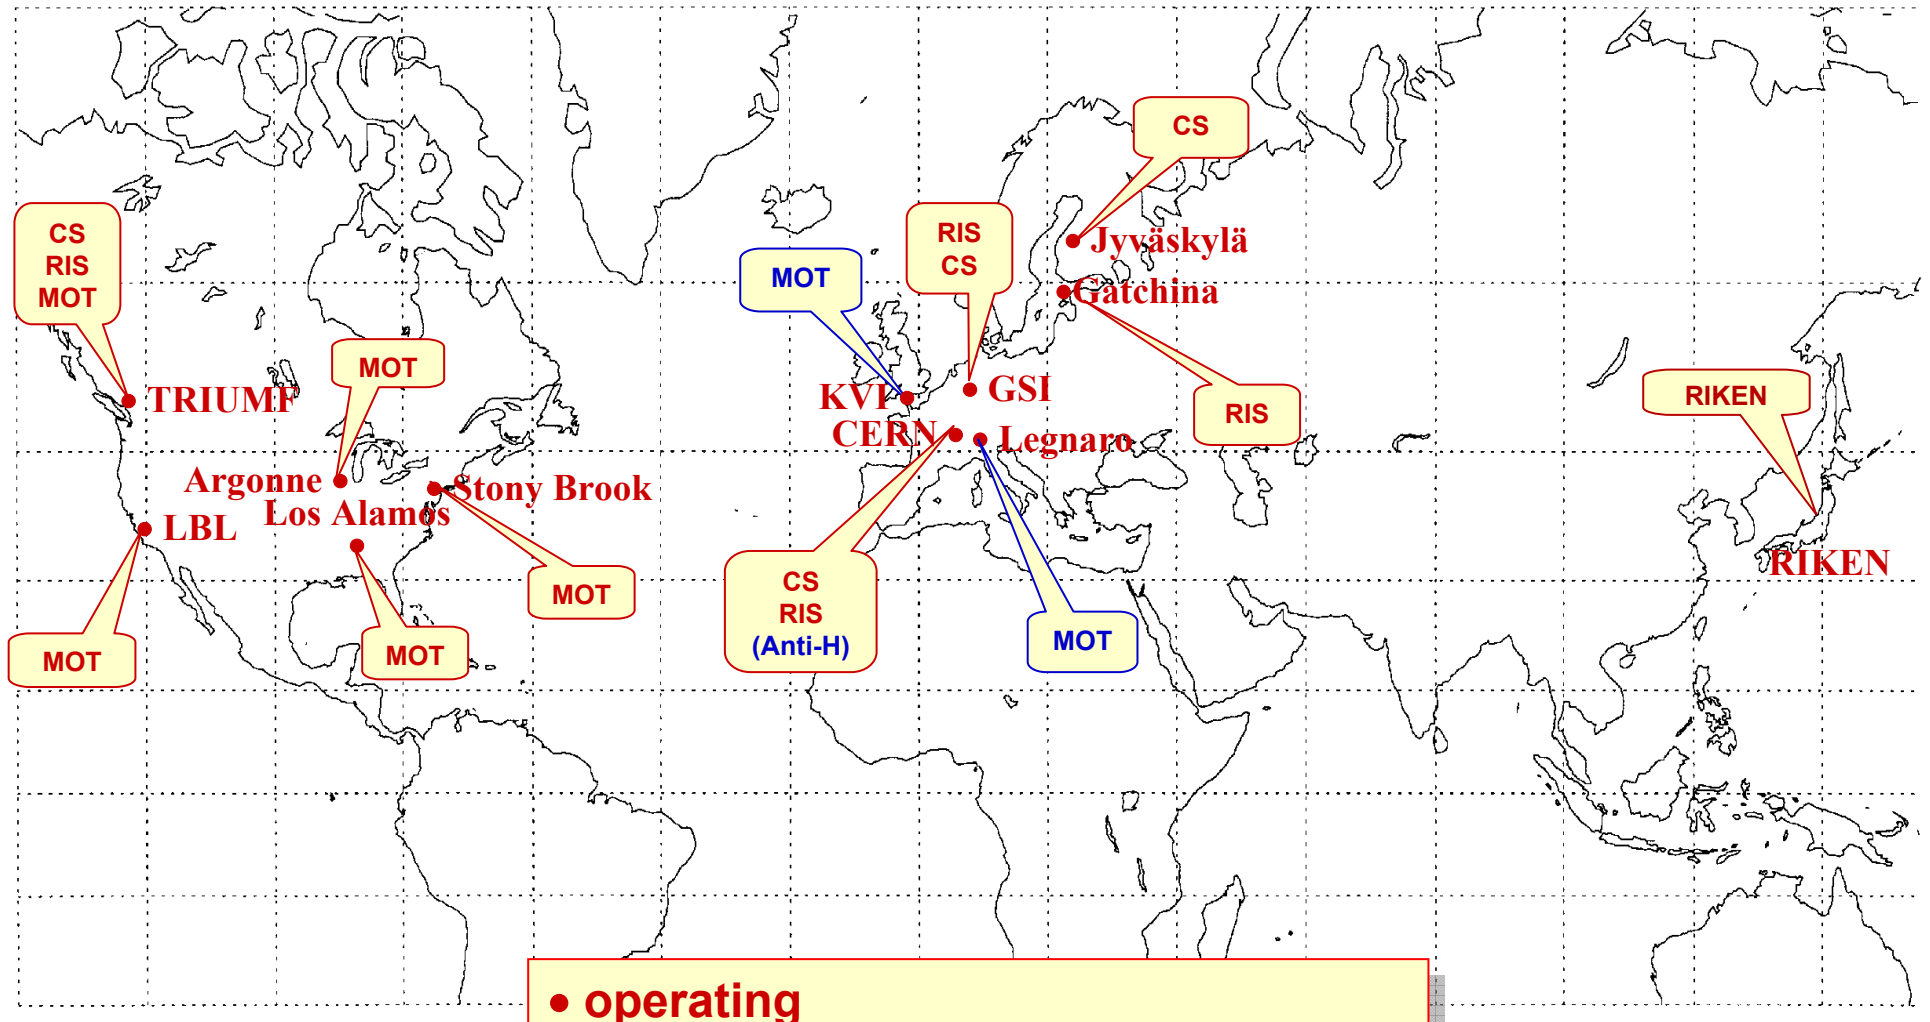 CS
CS
RIS
MOT
RIS
CS
Jyväskylä
MOT
Gatchina
MOT
TRIUMF
KVI
GSI
RIS
RIKEN
CERN
Legnaro
Argonne
Stony Brook
Los Alamos
LBL
RIKEN
MOT
CS
RIS
(Anti-H)
MOT
MOT
MOT
• operating